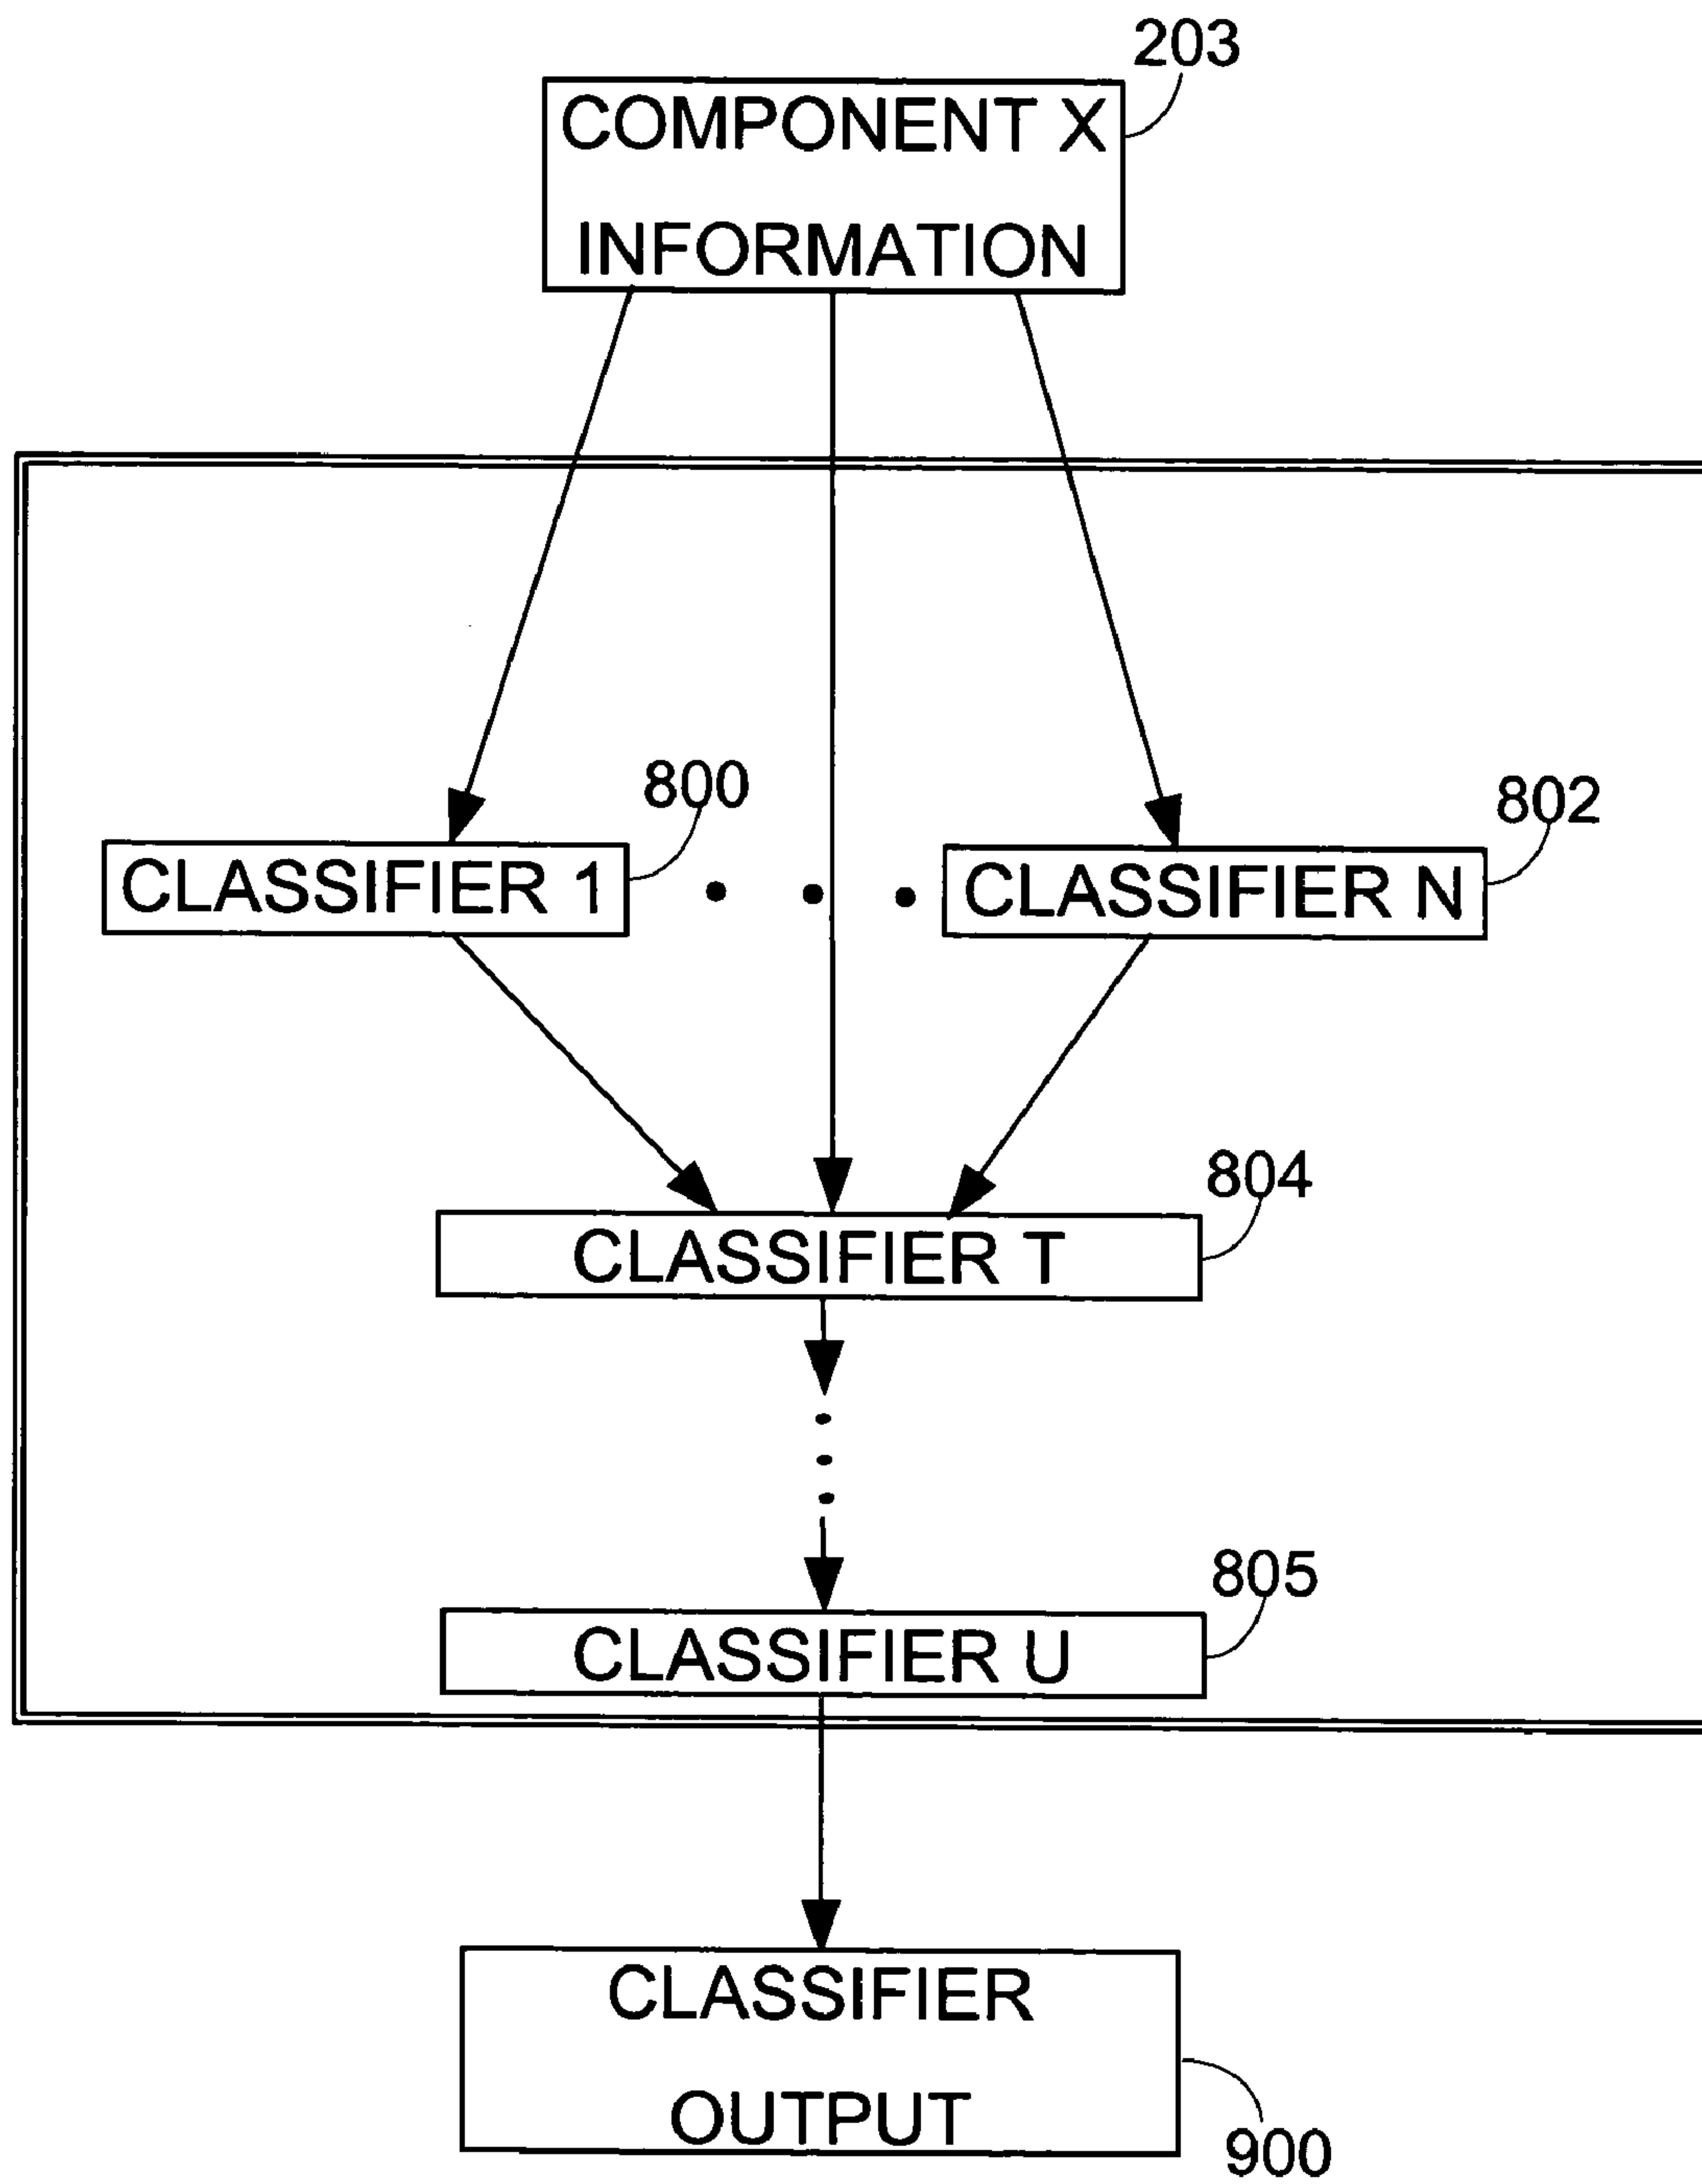 203
COMPONENT X
INFORMATION
800
802
CLASSIFIER 1
CLASSIFIER N
804
CLASSIFIER T
805
CLASSIFIER U
CLASSIFIER
OUTPUT
900